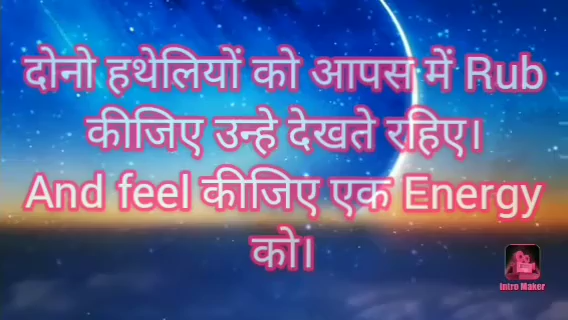 दोनो हथेलियों को आपस में Rub
कीजिए उन्हे देखते रहिए।
And feel कीजिए एक Energy
को।
Intro Maker